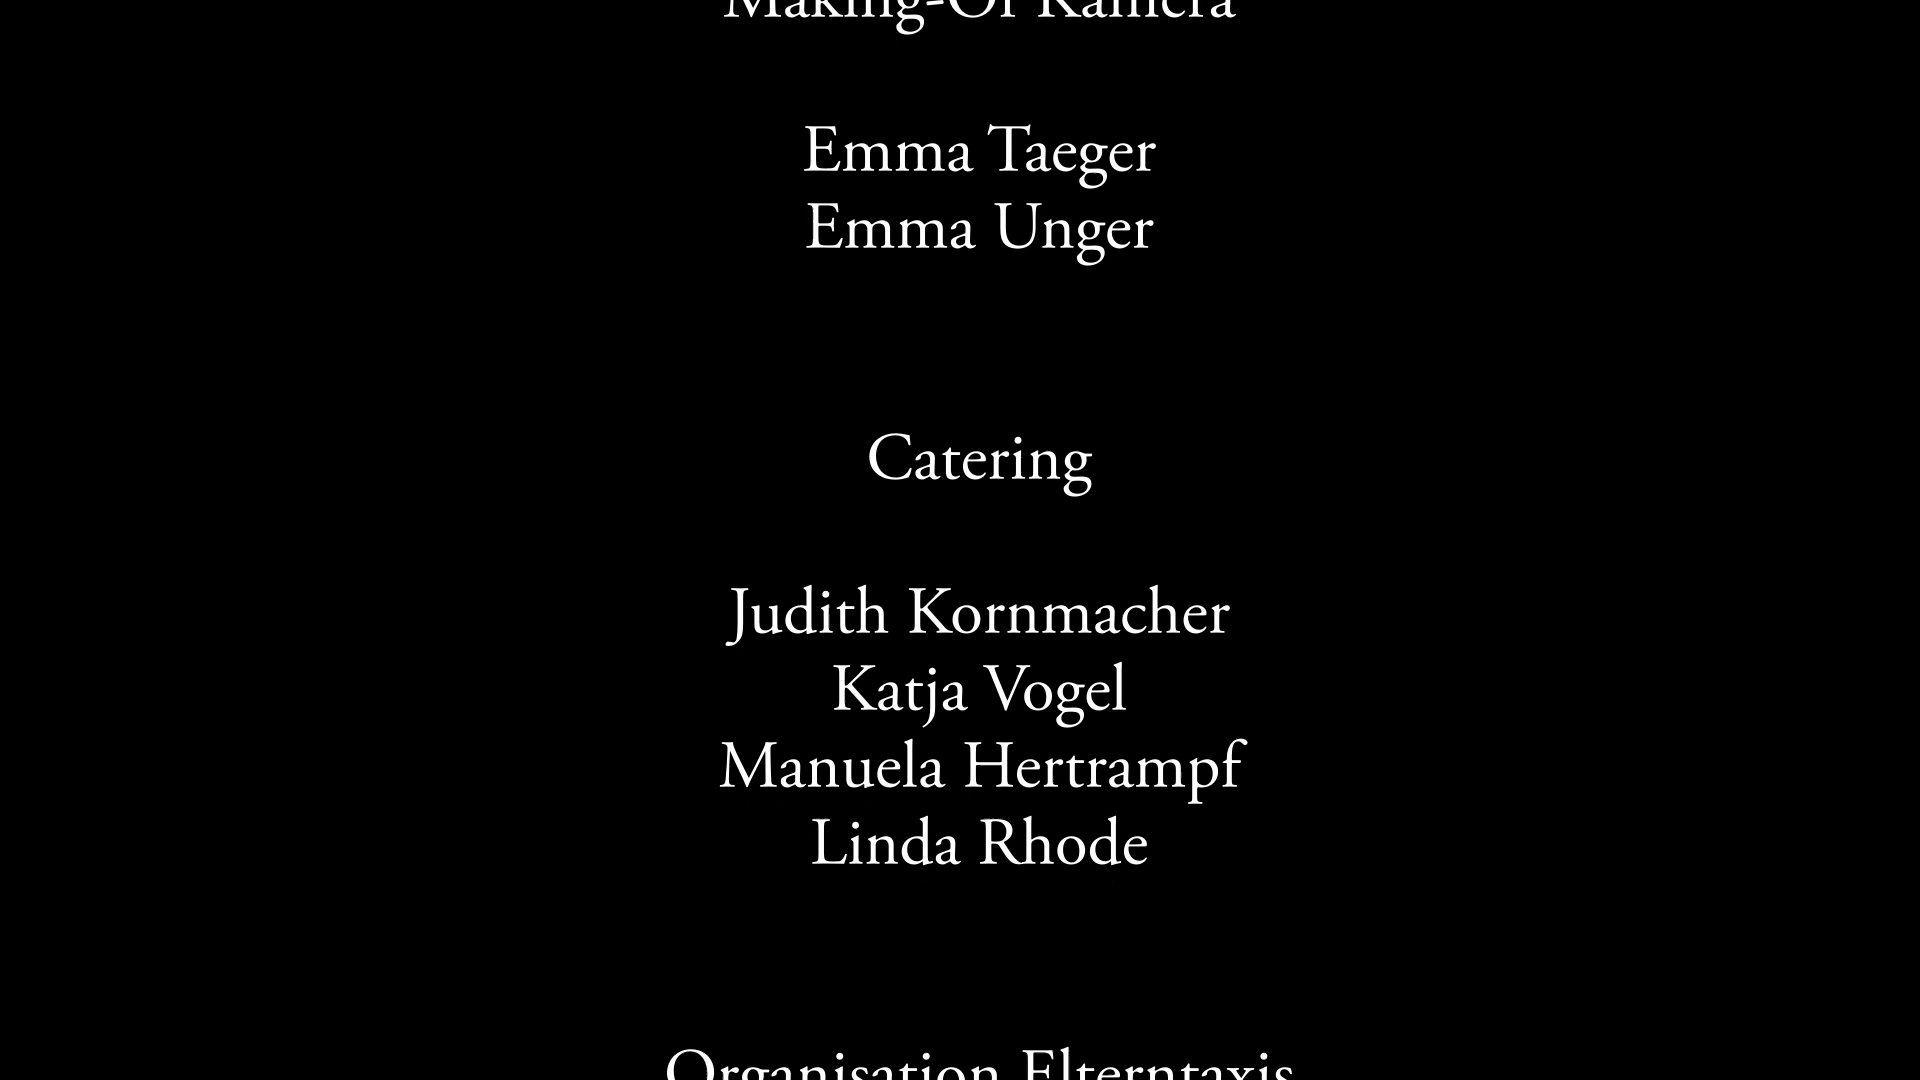 Making-Of Kamera
Emma Taeger
Emma Unger
Catering
Judith Kornmacher
Katja Vogel
Manuela Hertrampf
Linda Rhode
Organisation Elterntaxis